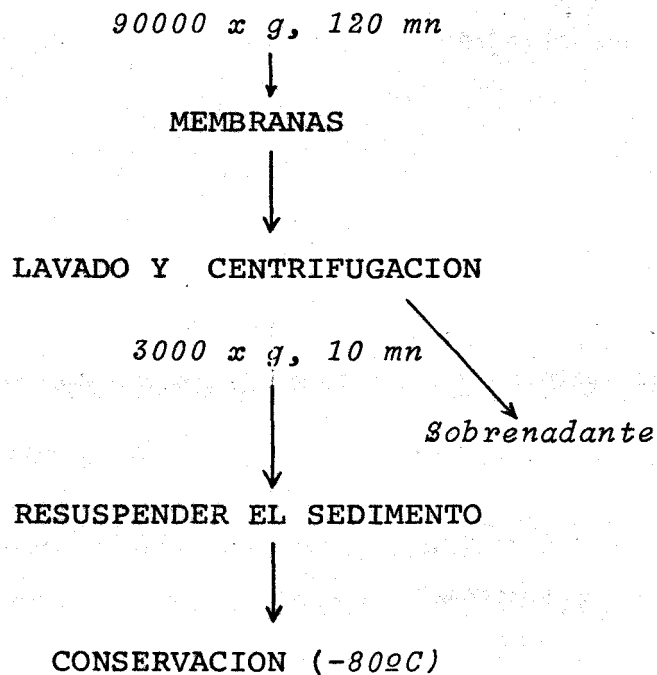 90000 x g, 120 mn
MEMBRANAS
LAVADO Y CENTRIFUGACION
3000 x g, 10 mn
Sobrenadante
RESUSPENDER EL SEDIMENTO
CONSERVACION (-80ºC)